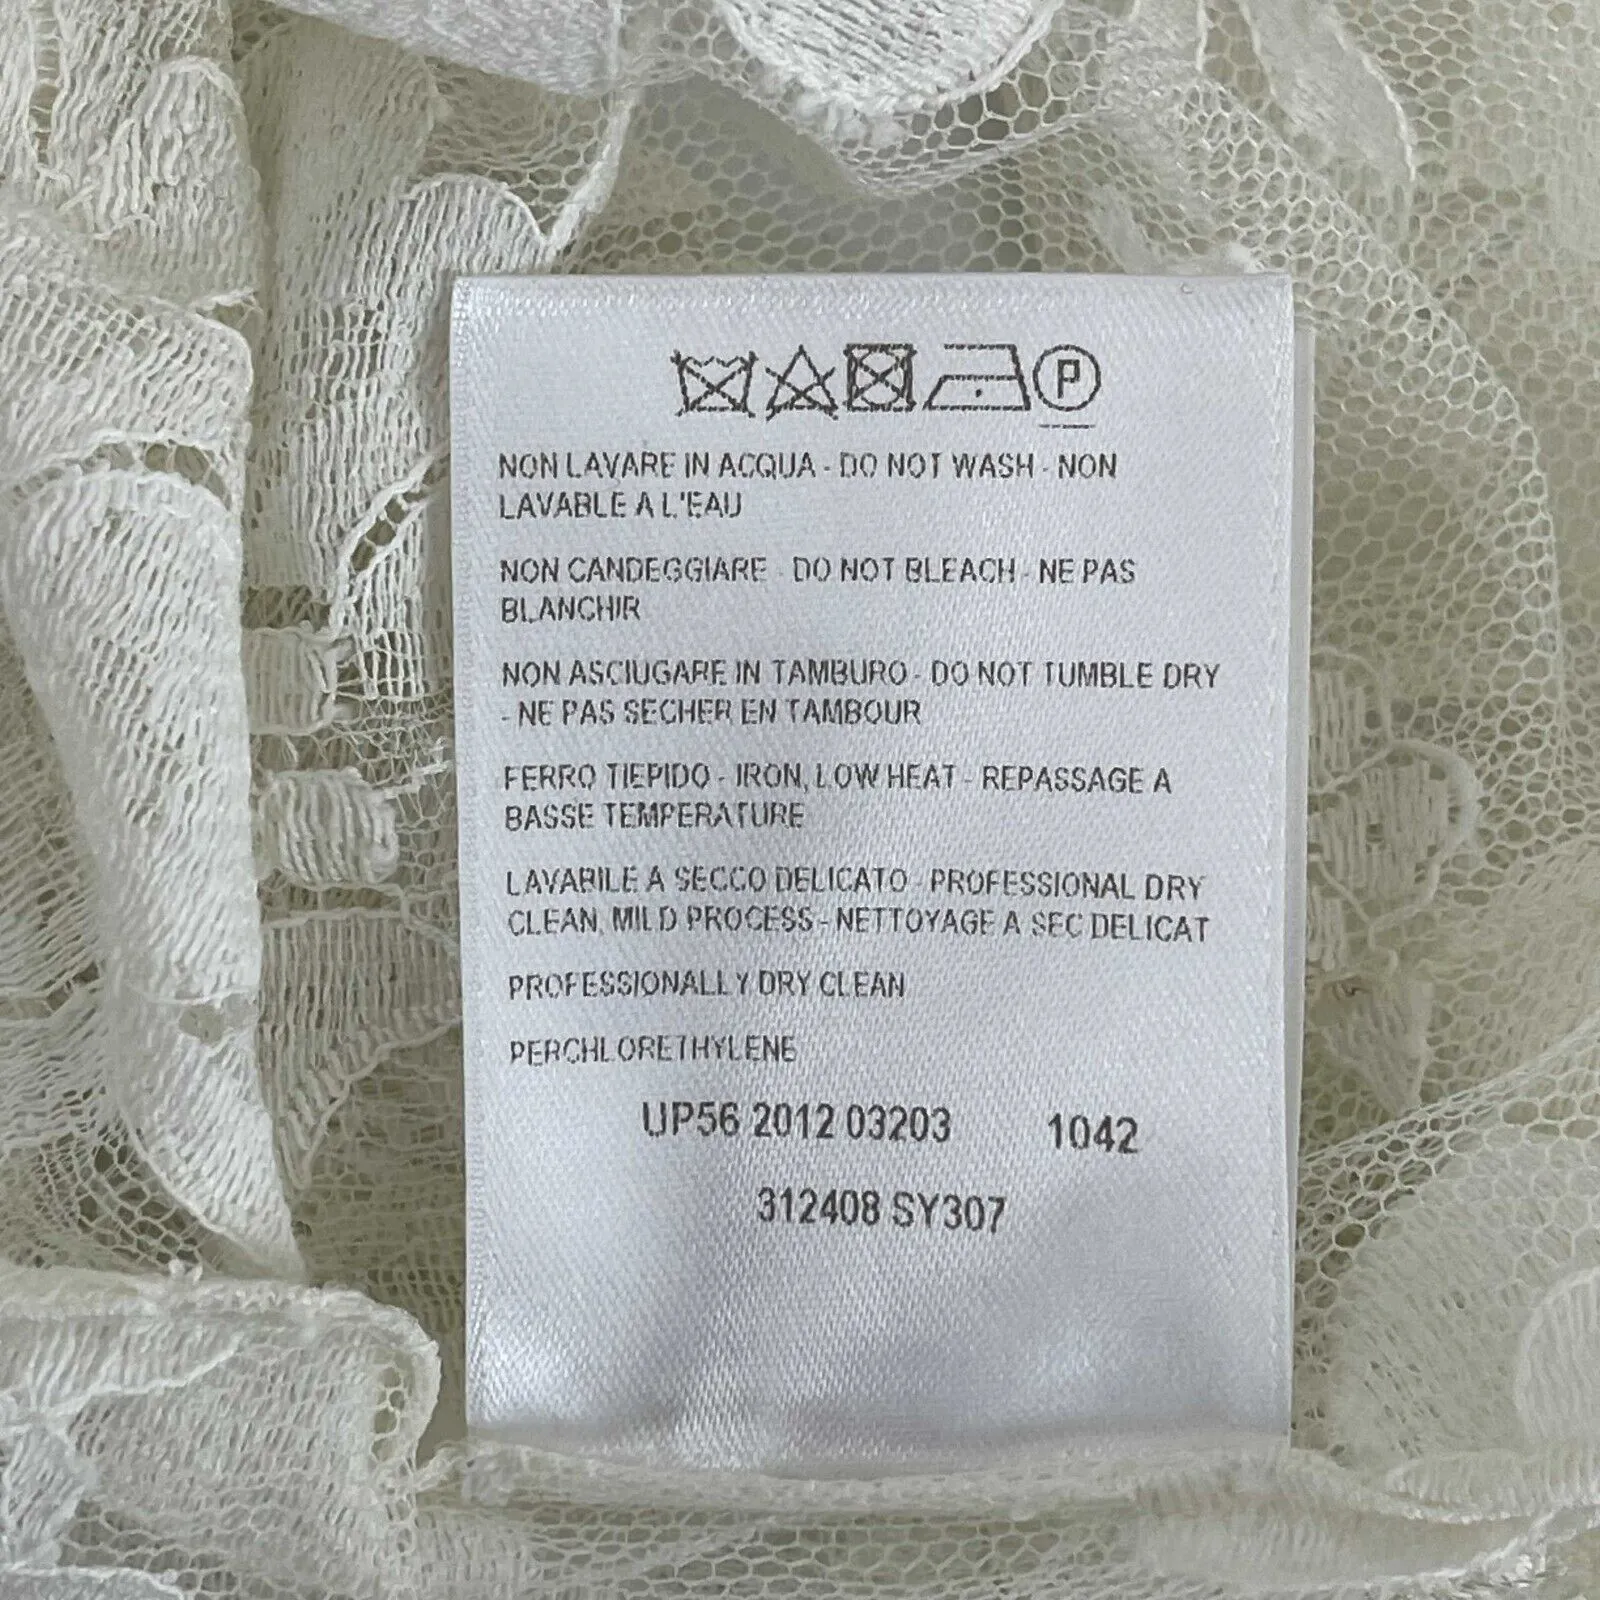 P
NON LAVARE IN ACQUA - DO NOT WASH - NON
LAVABLE A L'EAU
NON CANDEGGIARE - DO NOT BLEACH - NE PAS
BLANCHIR
NON ASCIUGARE IN TAMBURO - DO NOT TUMBLE DRY
- NE PAS SECHER EN TAMBOUR
FERRO TIEPIDO - IRON, LOW HEAT - REPASSAGE A
BASSE TEMPERATURE
LAVABILE A SECCO DELICATO - PROFESSIONAL DRY
CLEAN, MILD PROCESS - NETTOYAGE A SEC DELICAT
PROFESSIONALLY DRY CLEAN
PERCHLORETHYLENE
UP56 2012 03203 1042
312408 SY307